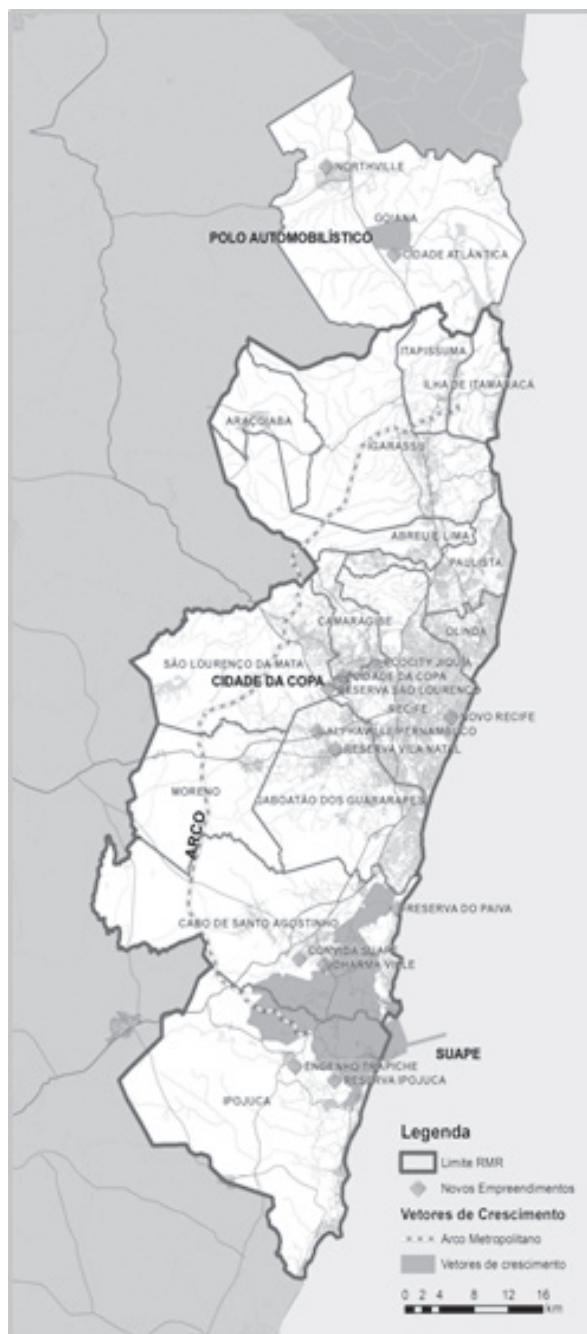 NORTHVILLE
GOIANA
POLO AUTOMOBILÍSTICO
CIDADE ATLÂNTICA
ITAPISSUMA
ILHA DE ITAMARACÁ
ARAÇOIABA
IGARASSU
ABREU E LIMA
PAULISTA
CAMARAGIBE
OLINDA
SÃO LOURENÇO DA MATA
ECOCITY JIQUIÁ
CIDADE DA COPA
CIDADE DA COPA
RESERVA SÃO LOURENÇO
RECIFE
NOVO RECIFE
ALPHAVILLE PERNAMBUCO
RESERVA VILA NATAL
MORENO
JABOATÃO DOS GUARARAPES
ARCO
RESERVA DO PAIVA
CABO DE SANTO AGOSTINHO
CONVIDA SUAPE
DHARMA VILLE
SUAPE
ENGENHO TRAPICHE
RESERVA IPOJUCA
IPOJUCA
Legenda
Limite RMR
Novos Empreendimentos
Vetores de Crescimento
Arco Metropolitano
Vetores de crescimento
0 2 4 8 12 16
km